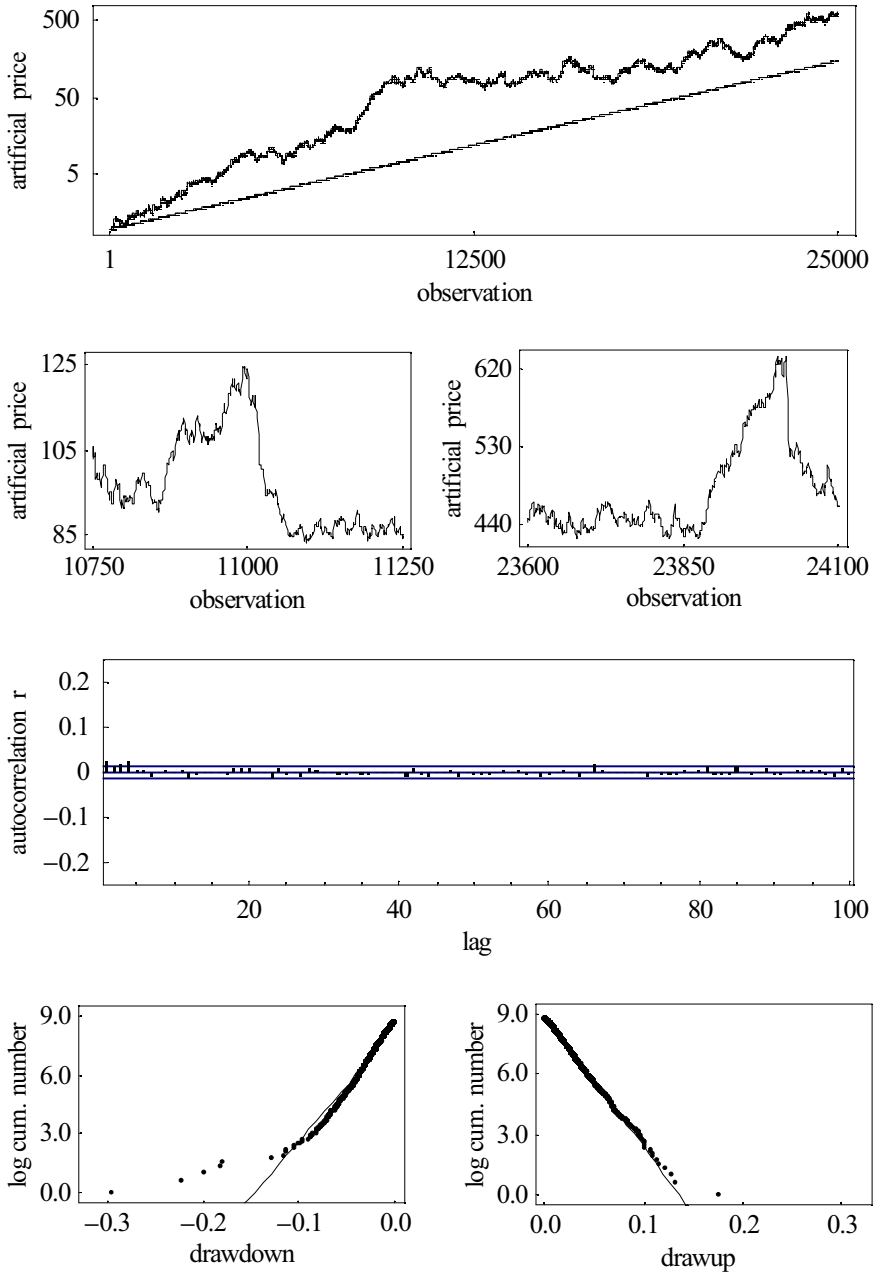 artificial price
500
50
5
1 12500 25000
observation
artificial price
125
105
85
10750 11000 11250
observation
artificial price
620
530
440
23600 23850 24100
observation
autocorrelation r
0.2
0.1
0
−0.1
−0.2
20 40 60 80 100
lag
log cum. number
9.0
6.0
3.0
0.0
−0.3 −0.2 −0.1 0.0
drawdown
log cum. number
9.0
6.0
3.0
0.0
0.0 0.1 0.2 0.3
drawup